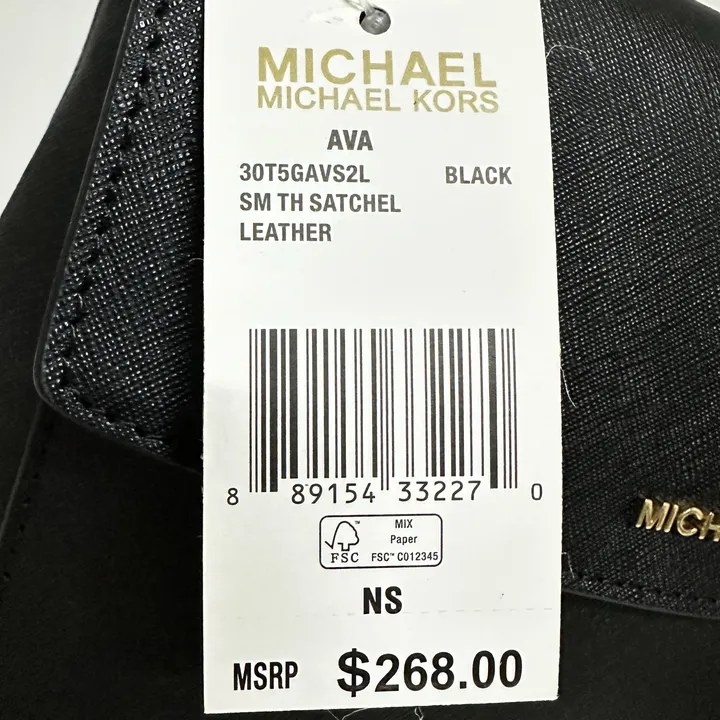 MICHAEL
MICHAEL KORS
AVA
30T5GAVS2L BLACK
SM TH SATCHEL
LEATHER
8 89154 33227 0
FSC
MIX
Paper
FSC™ C012345
NS
MSRP $268.00
MICH